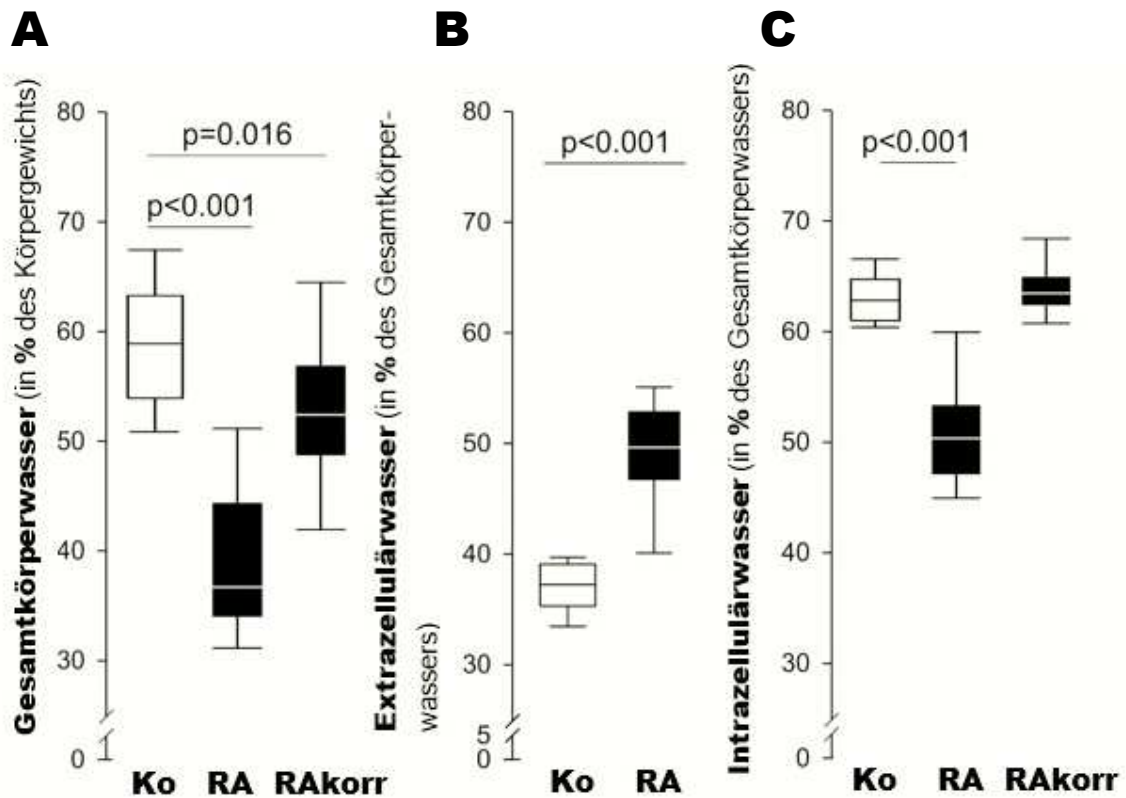 A
Gesamtkörperwasser (in % des Körpergewichts)
80
70
60
50
40
30
0
p=0.016
p<0.001
Ko RA RAkorr
B
Extrazellulärwasser (in % des Gesamtkörper-
wassers)
80
70
60
50
40
30
5
0
p<0.001
Ko RA
C
Intrazellulärwasser (in % des Gesamtkörperwassers)
80
70
60
50
40
30
0
p<0.001
Ko RA RAkorr